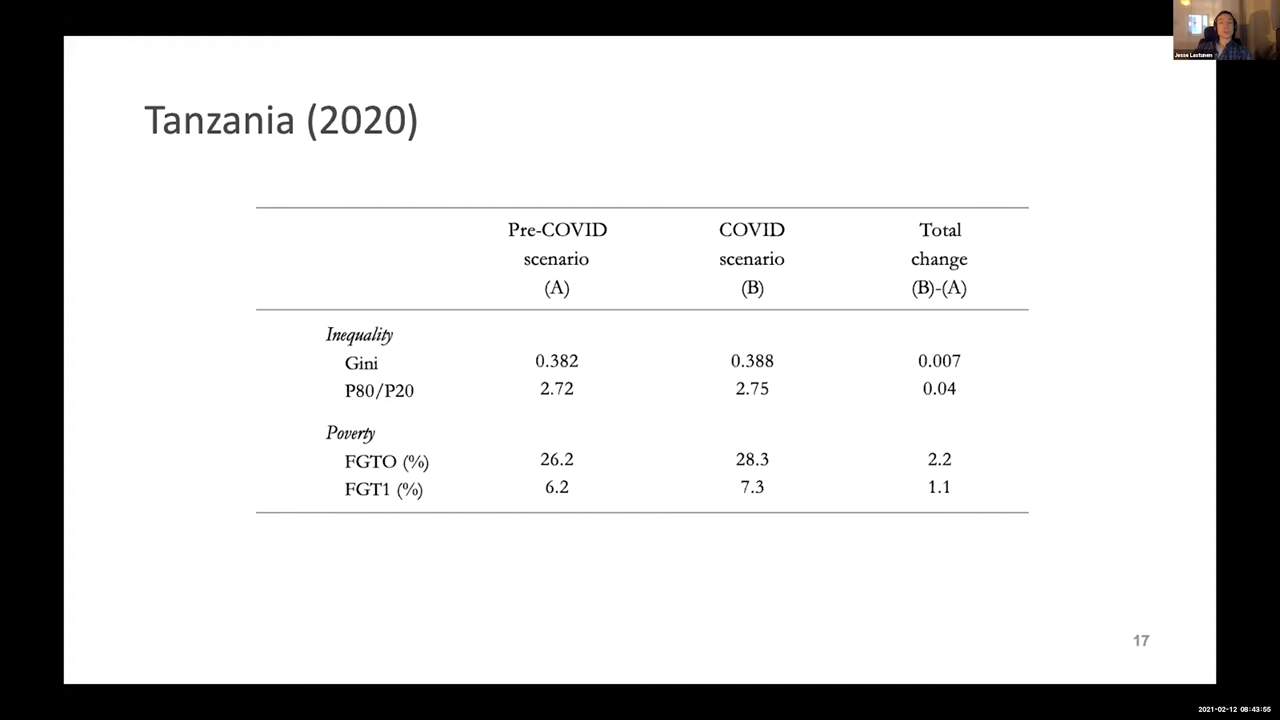 Jesse Lastunen
Tanzania (2020)
Pre-COVID scenario (A) COVID scenario (B) Total change (B)-(A)
Inequality
Gini 0.382 0.388 0.007
P80/P20 2.72 2.75 0.04
Poverty
FGTO (%) 26.2 28.3 2.2
FGT1 (%) 6.2 7.3 1.1
17
2021-02-12 08:43:55